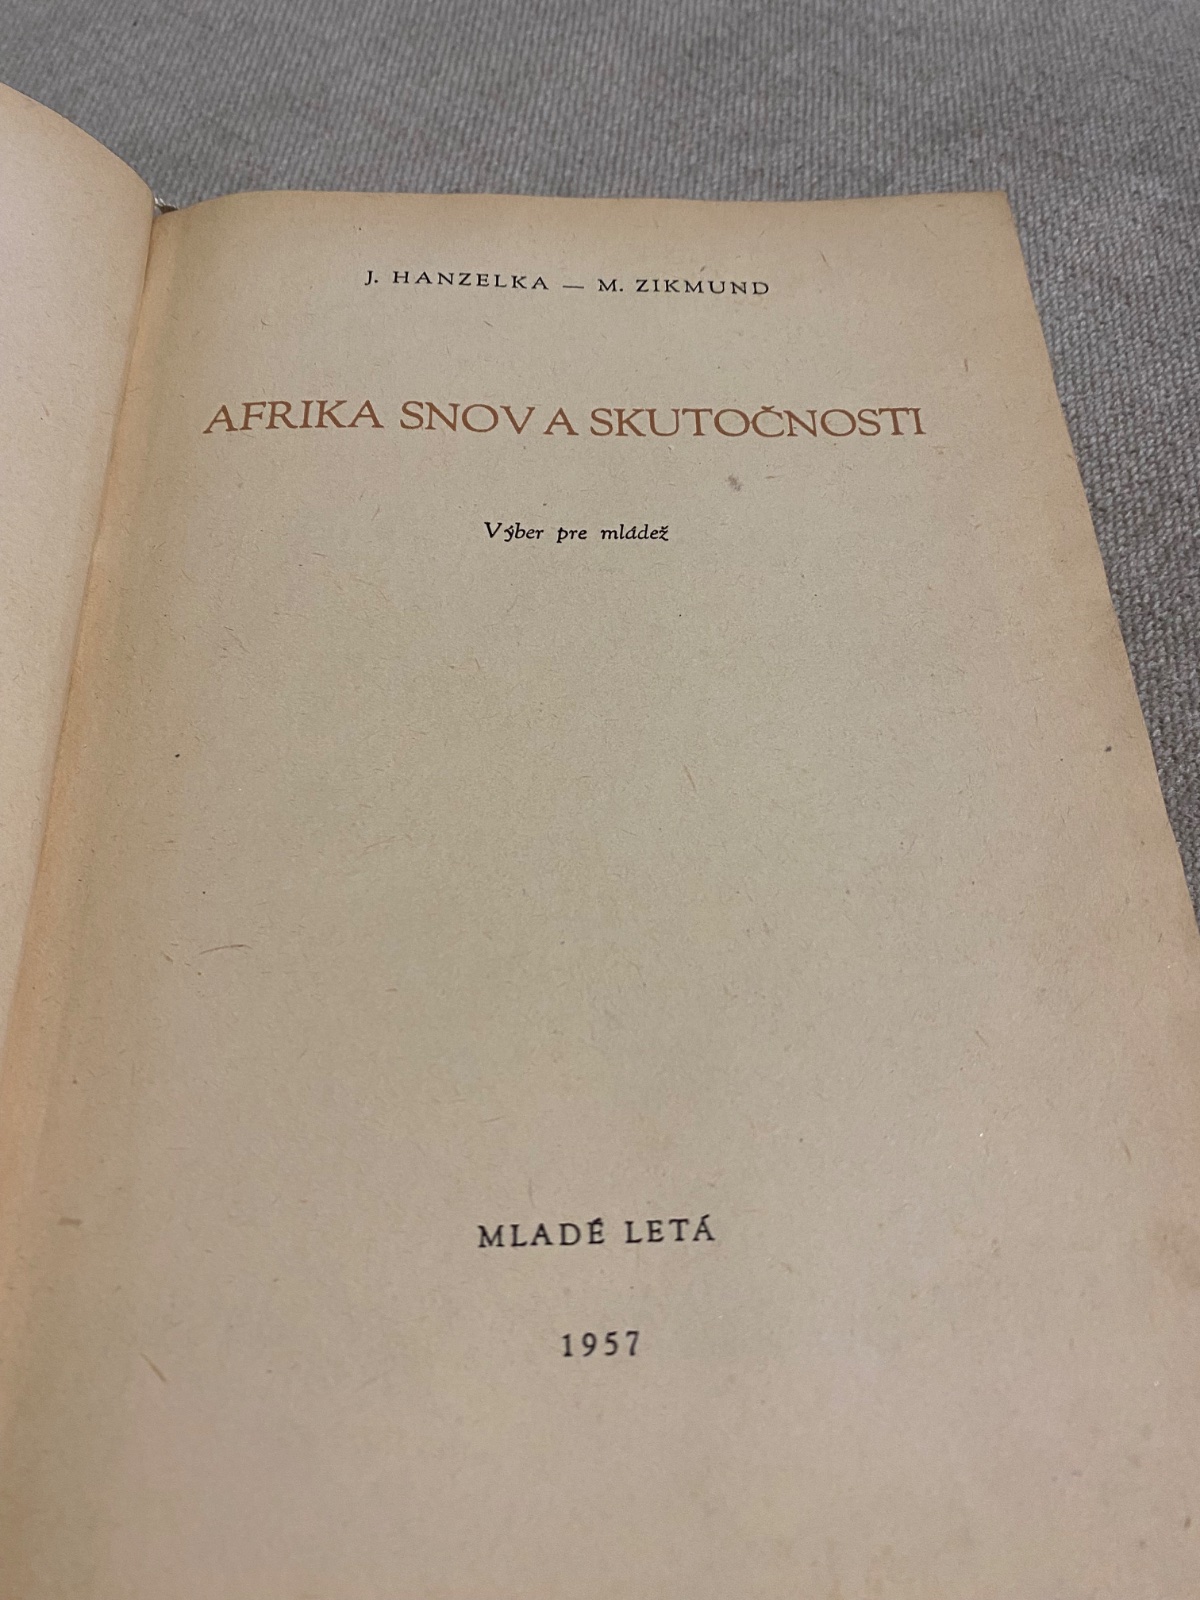 J. HANZELKA — M. ZIKMUND
AFRIKA SNOV A SKUTOČNOSTI
Výber pre mládež
MLADÉ LETÁ
1957